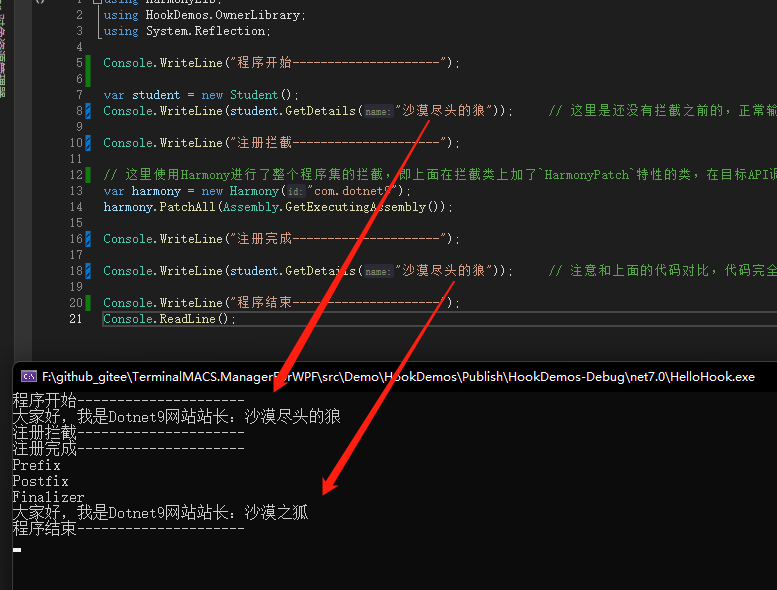 1 using HarmonyLib;
2 using HookDemos.OwnerLibrary;
3 using System.Reflection;
4
5 Console.WriteLine("程序开始---------------------");
6
7 var student = new Student();
8 Console.WriteLine(student.GetDetails(name:"沙漠尽头的狼")); // 这里是还没有拦截之前的，正常输
9
10 Console.WriteLine("注册拦截---------------------");
11
12 // 这里使用Harmony进行了整个程序集的拦截，即上面在拦截类上加了`HarmonyPatch`特性的类，在目标API调
13 var harmony = new Harmony(id:"com.dotnet9");
14 harmony.PatchAll(Assembly.GetExecutingAssembly());
15
16 Console.WriteLine("注册完成---------------------");
17
18 Console.WriteLine(student.GetDetails(name:"沙漠尽头的狼")); // 注意和上面的代码对比，代码完全
19
20 Console.WriteLine("程序结束---------------------");
21 Console.ReadLine();
F:\github_gitee\TerminalMACS.ManagerForWPF\src\Demo\HookDemos\Publish\HookDemos-Debug\net7.0\HelloHook.exe
程序开始---------------------
大家好，我是Dotnet9网站站长：沙漠尽头的狼
注册拦截---------------------
注册完成---------------------
Prefix
Postfix
Finalizer
大家好，我是Dotnet9网站站长：沙漠之狐
程序结束---------------------